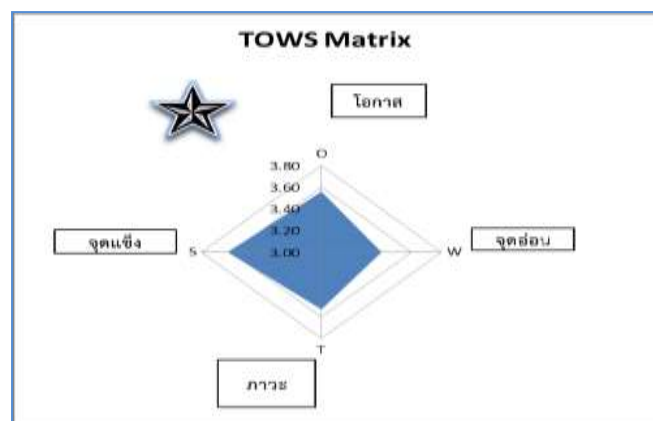 TOWS Matrix
โอกาส
O
3.80
3.60
3.40
3.20
3.00
จุดแข็ง
S
W
จุดอ่อน
T
ภาวะ